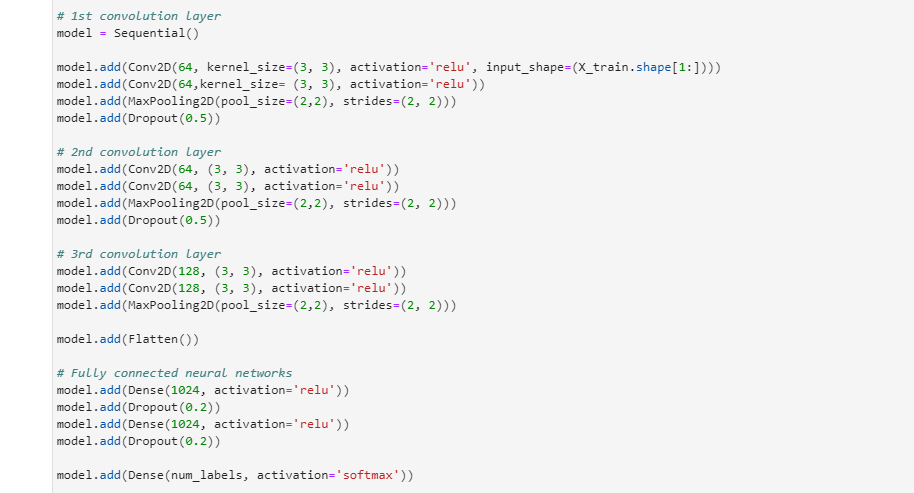 # 1st convolution layer
model = Sequential()
model.add(Conv2D(64, kernel_size=(3, 3), activation='relu', input_shape=(X_train.shape[1:])))
model.add(Conv2D(64,kernel_size= (3, 3), activation='relu'))
model.add(MaxPooling2D(pool_size=(2,2), strides=(2, 2)))
model.add(Dropout(0.5))
# 2nd convolution layer
model.add(Conv2D(64, (3, 3), activation='relu'))
model.add(Conv2D(64, (3, 3), activation='relu'))
model.add(MaxPooling2D(pool_size=(2,2), strides=(2, 2)))
model.add(Dropout(0.5))
# 3rd convolution layer
model.add(Conv2D(128, (3, 3), activation='relu'))
model.add(Conv2D(128, (3, 3), activation='relu'))
model.add(MaxPooling2D(pool_size=(2,2), strides=(2, 2)))
model.add(Flatten())
# Fully connected neural networks
model.add(Dense(1024, activation='relu'))
model.add(Dropout(0.2))
model.add(Dense(1024, activation='relu'))
model.add(Dropout(0.2))
model.add(Dense(num_labels, activation='softmax'))